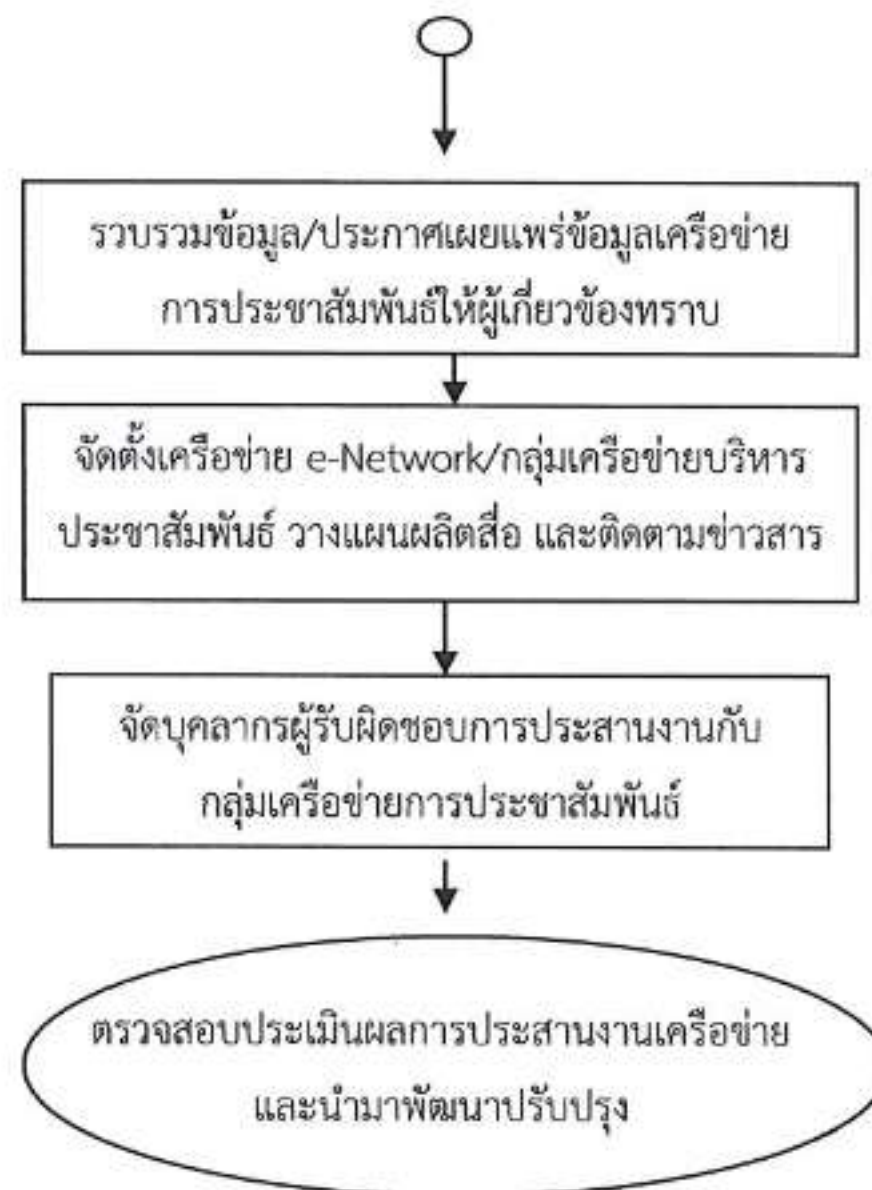 รวบรวมข้อมูล/ประกาศเผยแพร่ข้อมูลเครือข่าย
การประชาสัมพันธ์ให้ผู้เกี่ยวข้องทราบ
จัดตั้งเครือข่าย e-Network/กลุ่มเครือข่ายบริหาร
ประชาสัมพันธ์ วางแผนผลิตสื่อ และติดตามข่าวสาร
จัดบุคลากรผู้รับผิดชอบการประสานงานกับ
กลุ่มเครือข่ายการประชาสัมพันธ์
ตรวจสอบประเมินผลการประสานงานเครือข่าย
และนำมาพัฒนาปรับปรุง